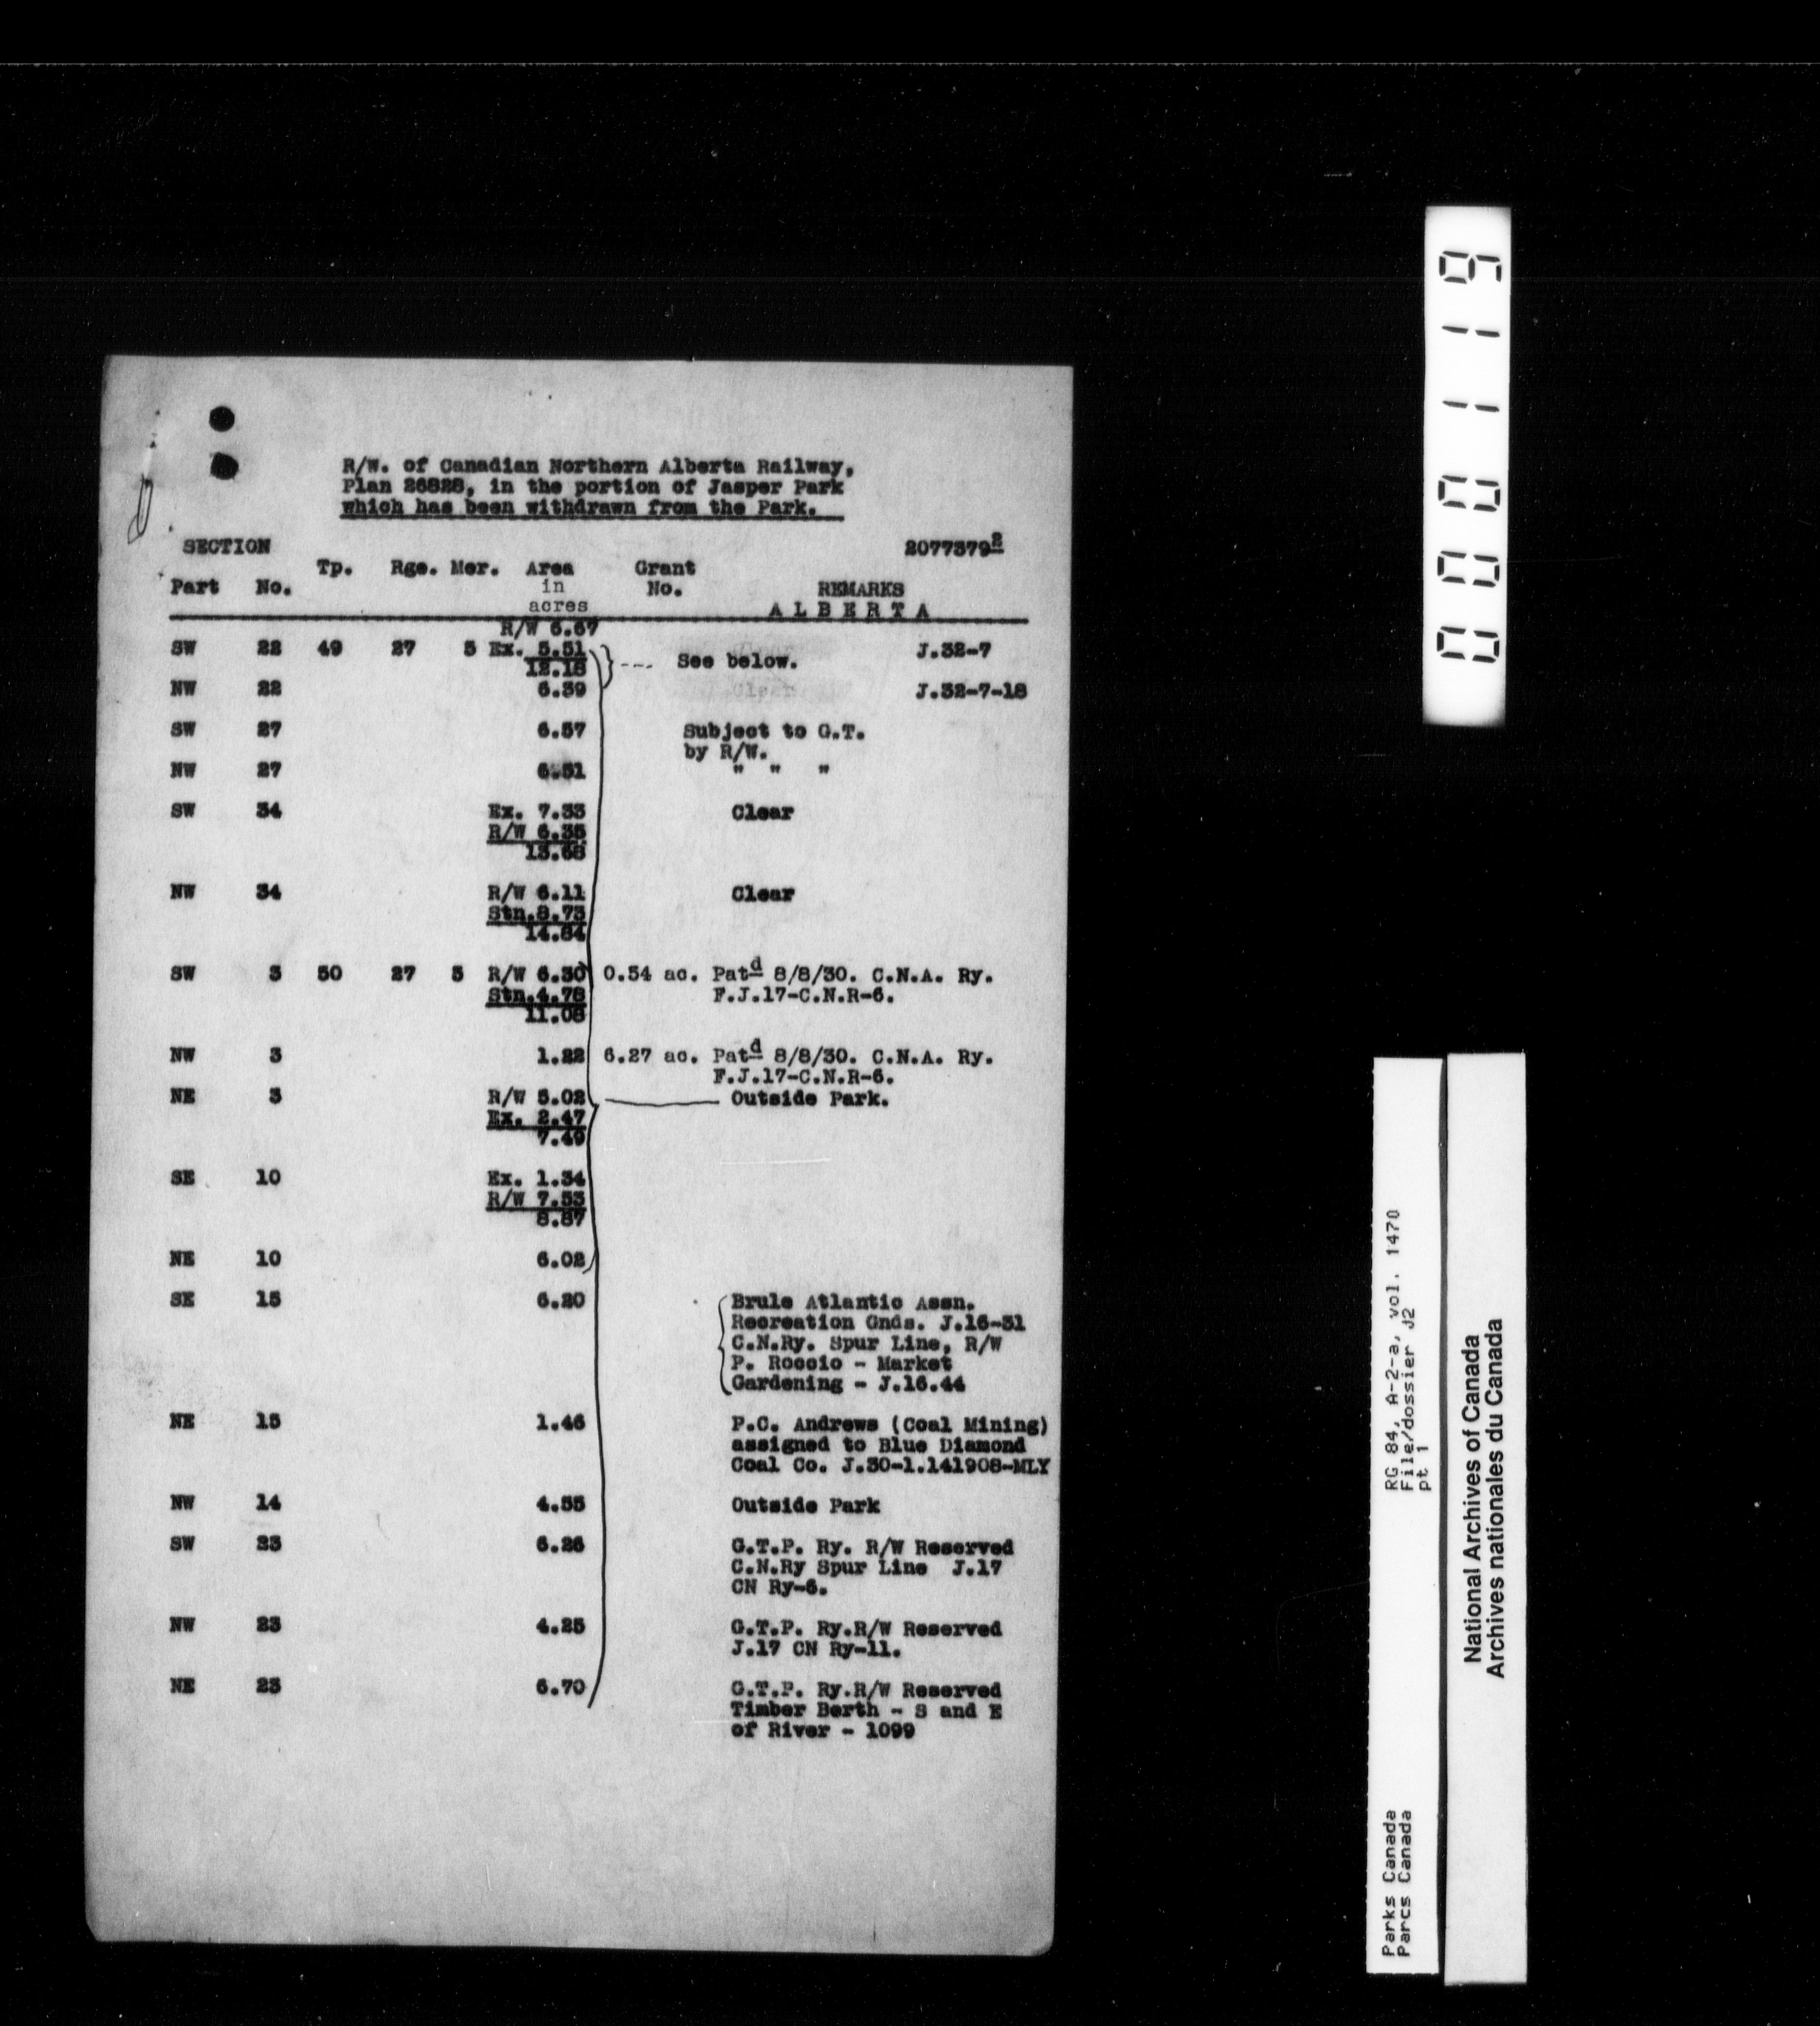 R/W. of Canadian Northern Alberta Railway,
Plan 26828, in the portion of Jasper Park
which has been withdrawn from the Park.
SECTION 2077379 2
Tp. Rge. Mer. Area Grant
Part No. in No. REMARKS
acres A L B E R T A
R/W 6.67
SW 22 49 27 5 Ex. 5.51 J.32-7
12.18 --- See below.
NW 22 6.39 Clear J.32-7-18
SW 27 6.57 Subject to G.T.
by R/W.
NW 27 6.51 " " "
SW 34 Ex. 7.33 Clear
R/W 6.35
13.68
NW 34 R/W 6.11 Clear
Stn.8.73
14.84
SW 3 50 27 5 R/W 6.30 0.54 ac. Patd 8/8/30. C.N.A. Ry.
Stn.4.78 F.J.17-C.N.R-6.
11.08
NW 3 1.22 6.27 ac. Patd 8/8/30. C.N.A. Ry.
F.J.17-C.N.R-6.
NE 3 R/W 5.02 Outside Park.
Ex. 2.47
7.49
SE 10 Ex. 1.34
R/W 7.53
8.87
NE 10 6.02
SE 15 6.20 Brule Atlantic Assn.
Recreation Gnds. J.16-31
C.N.Ry. Spur Line, R/W
P. Roccio - Market
Gardening - J.16.44
NE 15 1.46 P.C. Andrews (Coal Mining)
assigned to Blue Diamond
Coal Co. J.30-1.141908-MLY
NW 14 4.55 Outside Park
SW 23 6.26 G.T.P. Ry. R/W Reserved
C.N.Ry Spur Line J.17
CN Ry-6.
NW 23 4.25 G.T.P. Ry.R/W Reserved
J.17 CN Ry-11.
NE 23 6.70 G.T.P. Ry.R/W Reserved
Timber Berth - S and E
of River - 1099
000119
RG 84, A-2-a, vol. 1470
File/dossier J2
pt 1
Parks Canada
Parcs Canada
National Archives of Canada
Archives nationales du Canada